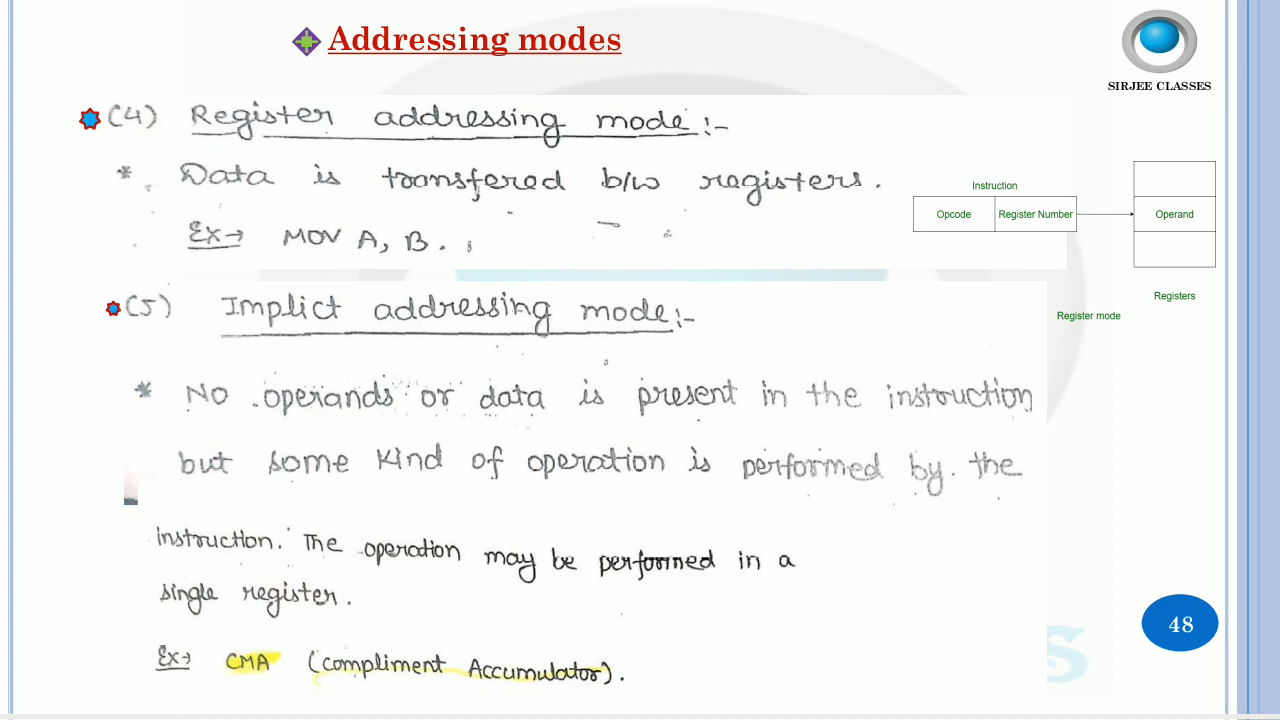 Addressing modes
SIRJEE CLASSES
(4) Register addressing mode :-
* Data is transfered b/w registers.
Ex→ MOV A, B.
Instruction
Opcode Register Number Operand
Registers
Register mode
(5) Implict addressing mode :-
* No operands or data is present in the instruction
but some kind of operation is performed by the
instruction. The operation may be performed in a
single register.
Ex→ CMA (compliment Accumulator).
48